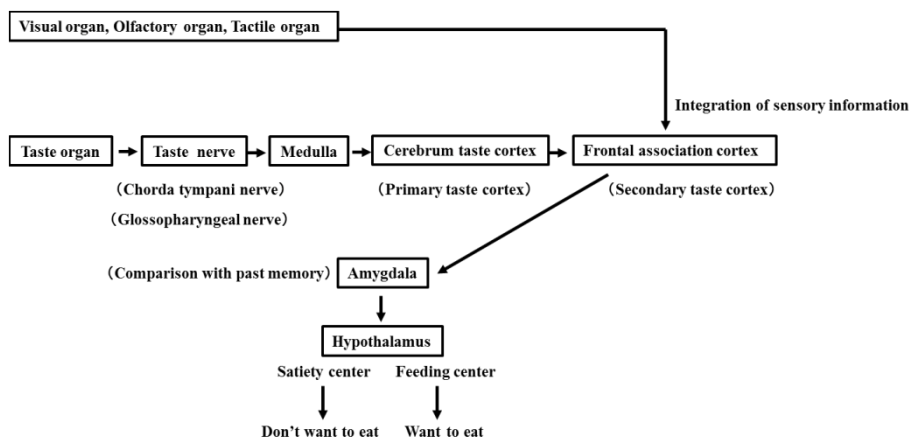 Visual organ, Olfactory organ, Tactile organ
Integration of sensory information
Taste organ
Taste nerve
Medulla
Cerebrum taste cortex
Frontal association cortex
(Chorda tympani nerve)
(Primary taste cortex)
(Secondary taste cortex)
(Glossopharyngeal nerve)
(Comparison with past memory)
Amygdala
Hypothalamus
Satiety center
Feeding center
Don't want to eat
Want to eat